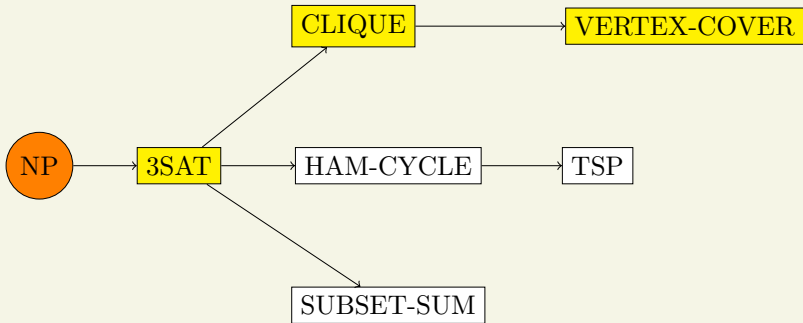 CLIQUE
VERTEX-COVER
NP
3SAT
HAM-CYCLE
TSP
SUBSET-SUM